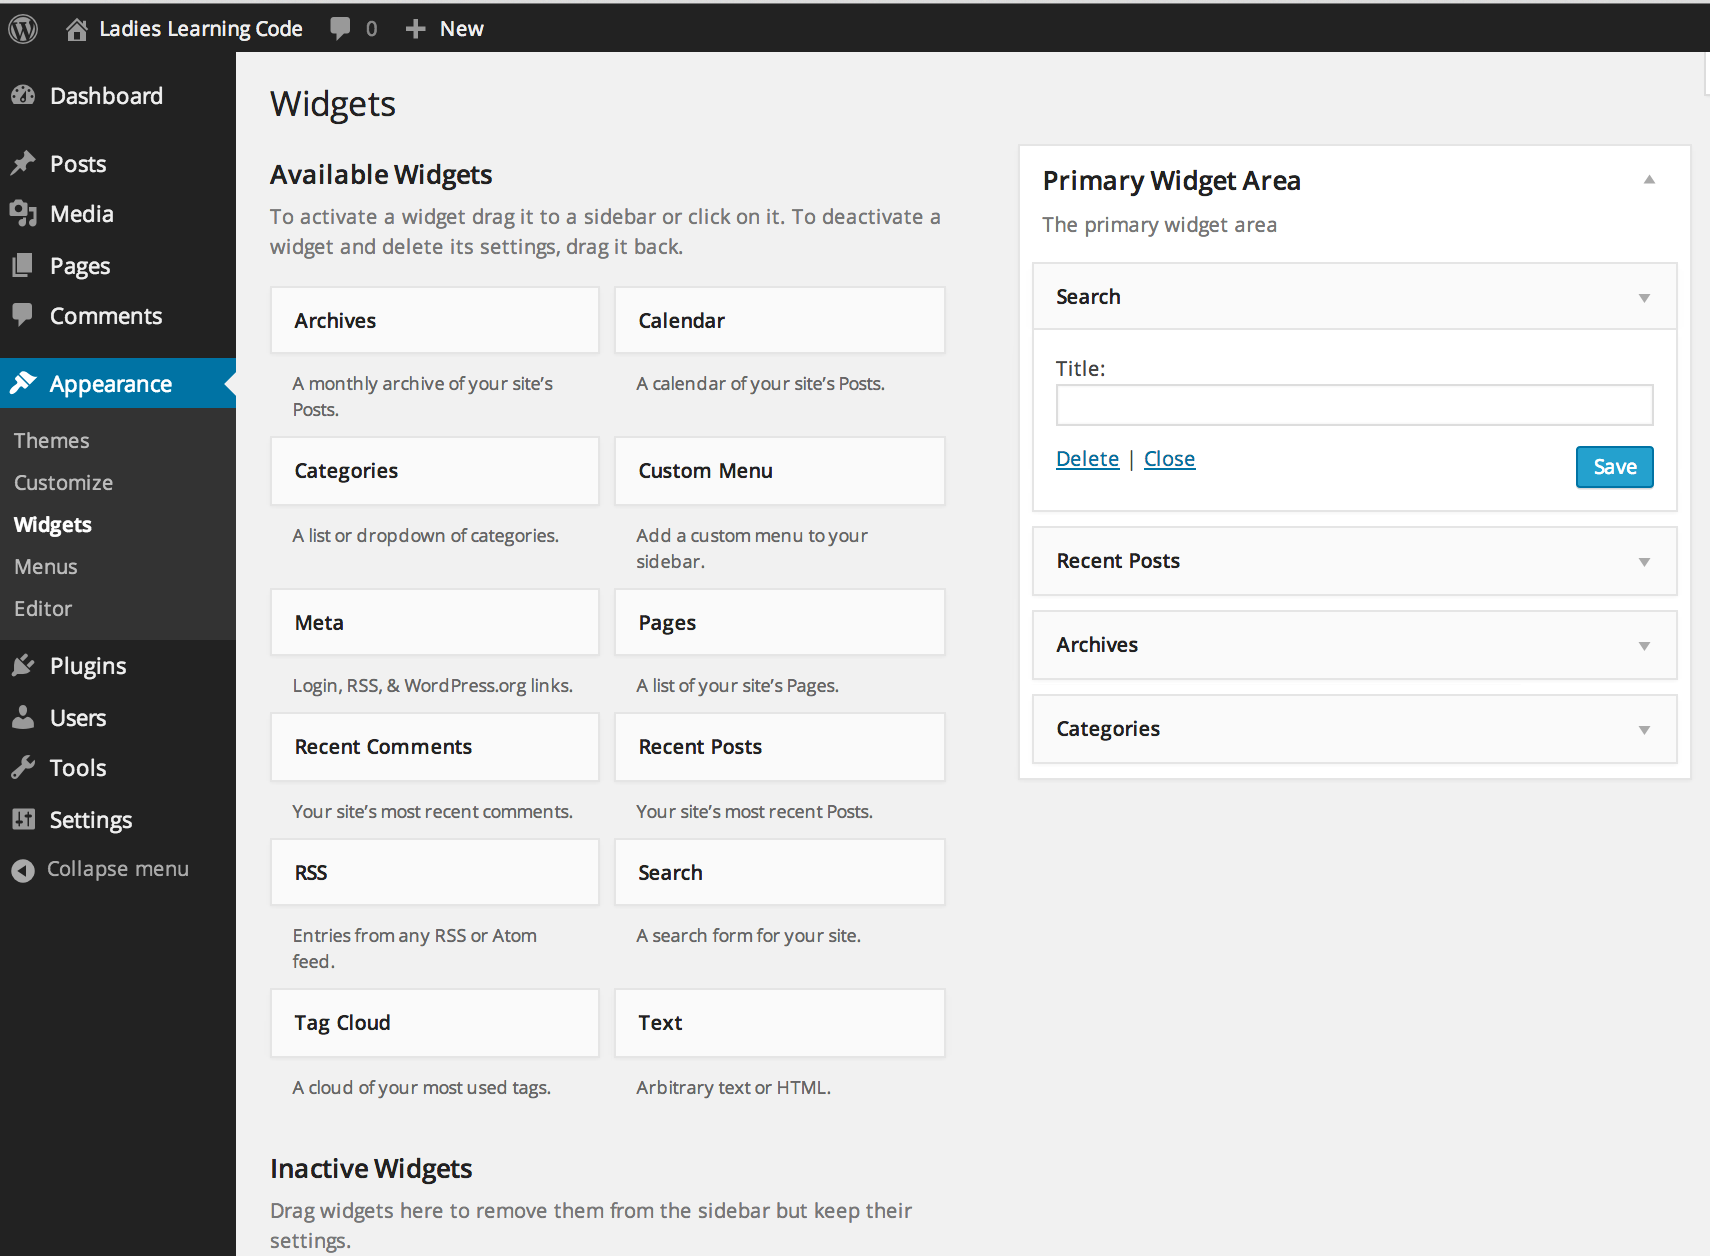 Ladies Learning Code
0
New
Dashboard
Posts
Media
Pages
Comments
Appearance
Themes
Customize
Widgets
Menus
Editor
Plugins
Users
Tools
Settings
Collapse menu
Widgets
Available Widgets
To activate a widget drag it to a sidebar or click on it. To deactivate a
widget and delete its settings, drag it back.
Archives
A monthly archive of your site’s
Posts.
Calendar
A calendar of your site’s Posts.
Categories
A list or dropdown of categories.
Custom Menu
Add a custom menu to your
sidebar.
Meta
Login, RSS, & WordPress.org links.
Pages
A list of your site’s Pages.
Recent Comments
Your site’s most recent comments.
Recent Posts
Your site’s most recent Posts.
RSS
Entries from any RSS or Atom
feed.
Search
A search form for your site.
Tag Cloud
A cloud of your most used tags.
Text
Arbitrary text or HTML.
Inactive Widgets
Drag widgets here to remove them from the sidebar but keep their
settings.
Primary Widget Area
The primary widget area
Search
Title:
Delete | Close
Save
Recent Posts
Archives
Categories